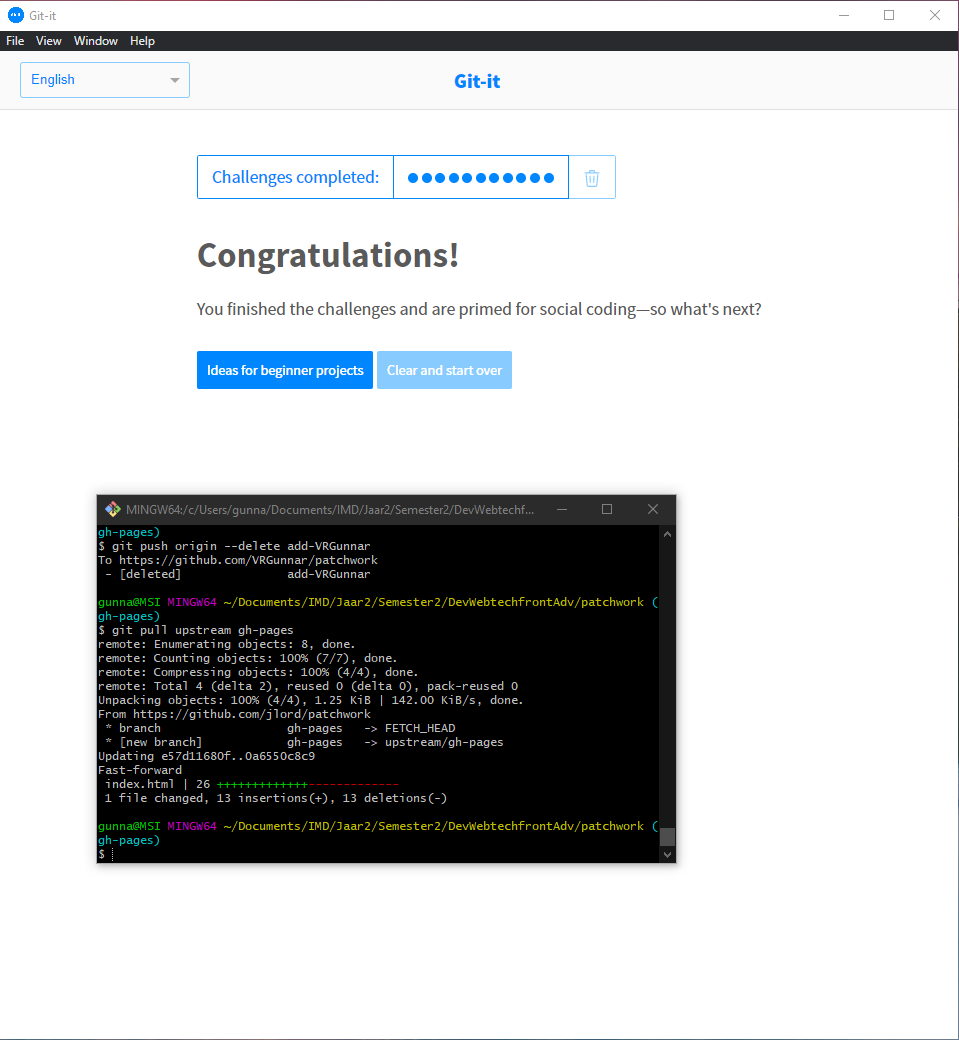 Git-it
File View Window Help
English
Git-it
Challenges completed:
Congratulations!
You finished the challenges and are primed for social coding—so what's next?
Ideas for beginner projects
Clear and start over
MINGW64:/c/Users/gunna/Documents/IMD/Jaar2/Semester2/DevWebtechf...
gh-pages)
$ git push origin --delete add-VRGunnar
To https://github.com/VRGunnar/patchwork
 - [deleted]               add-VRGunnar
gunna@MSI MINGW64 ~/Documents/IMD/Jaar2/Semester2/DevWebtechfrontAdv/patchwork (
gh-pages)
$ git pull upstream gh-pages
remote: Enumerating objects: 8, done.
remote: Counting objects: 100% (7/7), done.
remote: Compressing objects: 100% (4/4), done.
remote: Total 4 (delta 2), reused 0 (delta 0), pack-reused 0
Unpacking objects: 100% (4/4), 1.25 KiB | 142.00 KiB/s, done.
From https://github.com/jlord/patchwork
 * branch                  gh-pages   -> FETCH_HEAD
 * [new branch]            gh-pages   -> upstream/gh-pages
Updating e57d11680f..0a6550c8c9
Fast-forward
 index.html | 26 +++++++++++++-------------
 1 file changed, 13 insertions(+), 13 deletions(-)
gunna@MSI MINGW64 ~/Documents/IMD/Jaar2/Semester2/DevWebtechfrontAdv/patchwork (
gh-pages)
$